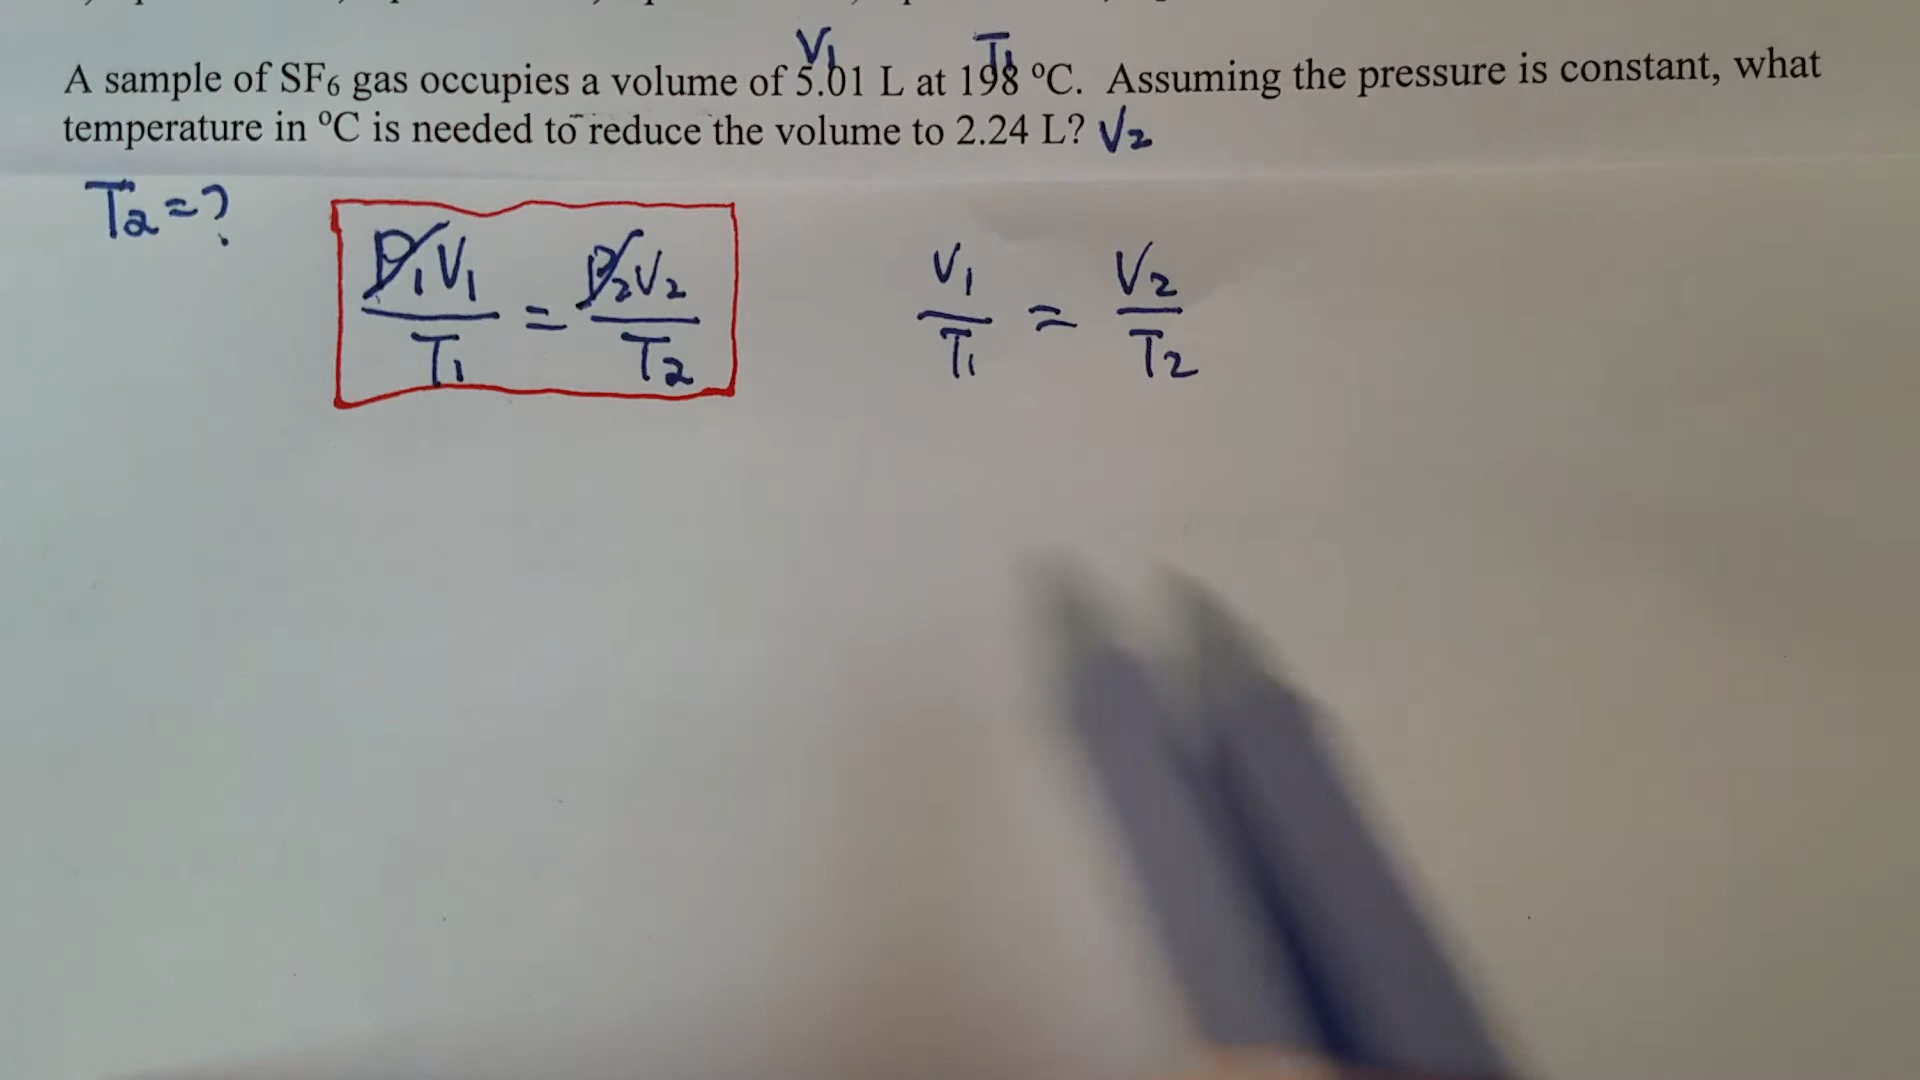 V₁ T₁
A sample of SF₆ gas occupies a volume of 5.01 L at 198 ºC. Assuming the pressure is constant, what
temperature in ºC is needed to reduce the volume to 2.24 L? V₂
T₂ = ?
P₁V₁ / T₁ = P₂V₂ / T₂
V₁ / T₁ = V₂ / T₂